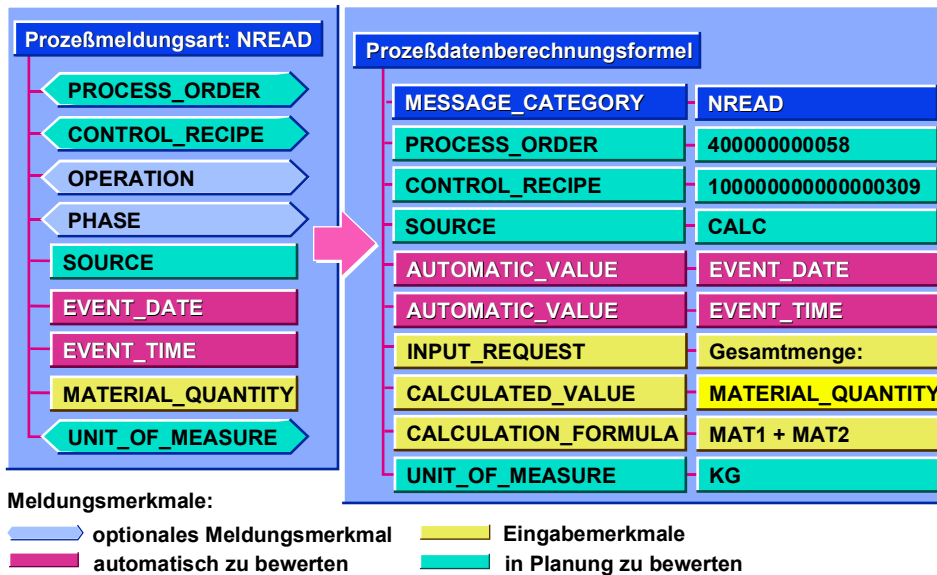 Prozeßmeldungsart: NREAD
PROCESS_ORDER
CONTROL_RECIPE
OPERATION
PHASE
SOURCE
EVENT_DATE
EVENT_TIME
MATERIAL_QUANTITY
UNIT_OF_MEASURE
Prozeßdatenberechnungsformel
MESSAGE_CATEGORY NREAD
PROCESS_ORDER 400000000058
CONTROL_RECIPE 100000000000000309
SOURCE CALC
AUTOMATIC_VALUE EVENT_DATE
AUTOMATIC_VALUE EVENT_TIME
INPUT_REQUEST Gesamtmenge:
CALCULATED_VALUE MATERIAL_QUANTITY
CALCULATION_FORMULA MAT1 + MAT2
UNIT_OF_MEASURE KG
Meldungsmerkmale:
optionales Meldungsmerkmal Eingabemerkmale
automatisch zu bewerten in Planung zu bewerten